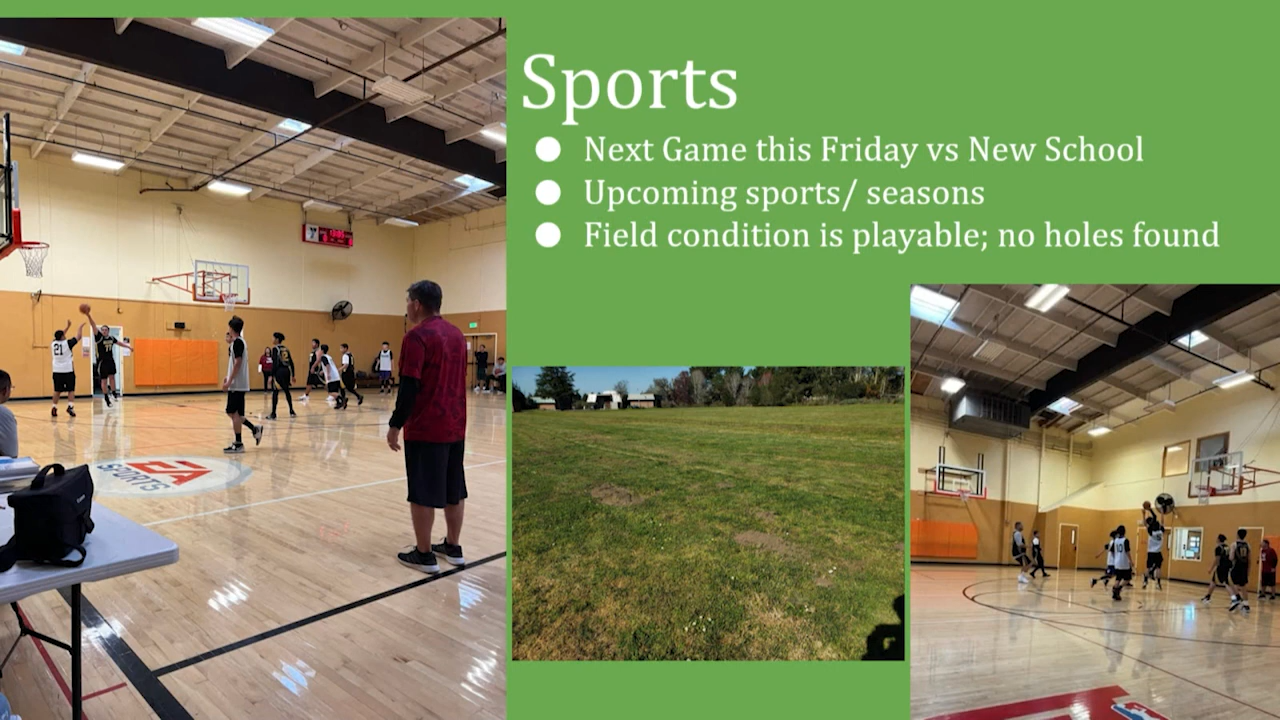 Sports
● Next Game this Friday vs New School
● Upcoming sports/ seasons
● Field condition is playable; no holes found
21
EA
SPORTS
10